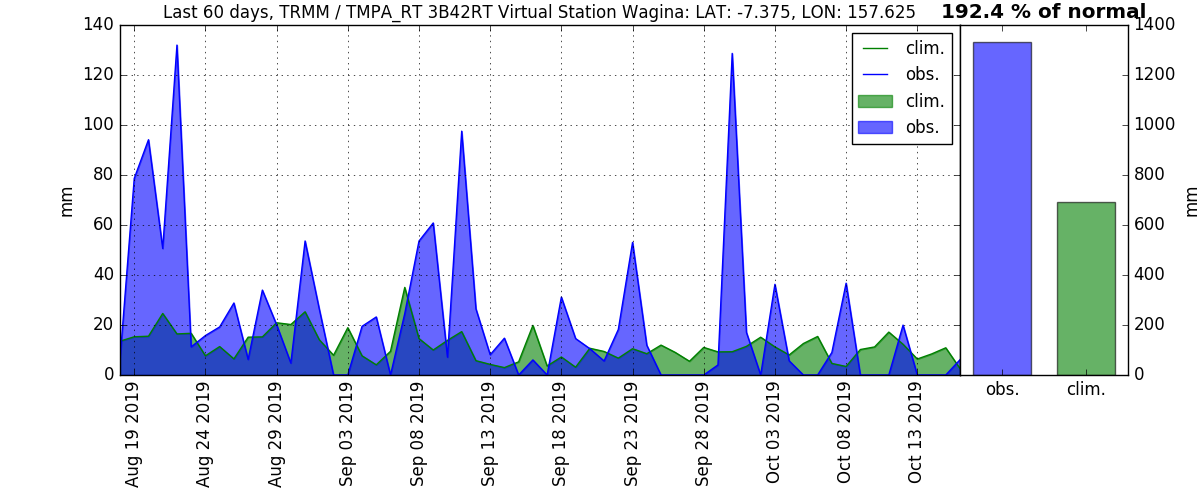 Last 60 days, TRMM / TMPA_RT 3B42RT Virtual Station Wagina: LAT: -7.375, LON: 157.625
192.4 % of normal
140
120
100
80
60
40
20
0
mm
clim.
obs.
clim.
obs.
1400
1200
1000
800
600
400
200
0
mm
Aug 19 2019
Aug 24 2019
Aug 29 2019
Sep 03 2019
Sep 08 2019
Sep 13 2019
Sep 18 2019
Sep 23 2019
Sep 28 2019
Oct 03 2019
Oct 08 2019
Oct 13 2019
obs.
clim.